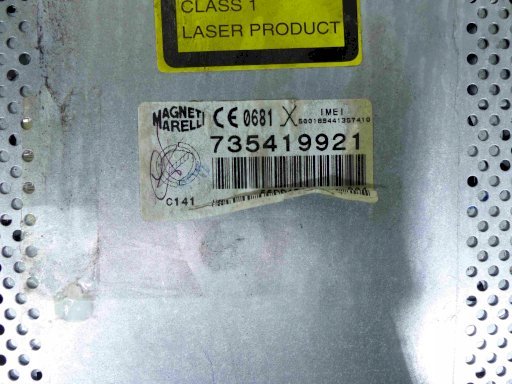 CLASS 1
LASER PRODUCT
MAGNETI
MARELLI
CE 0681 X
IMEI
735419921
C141